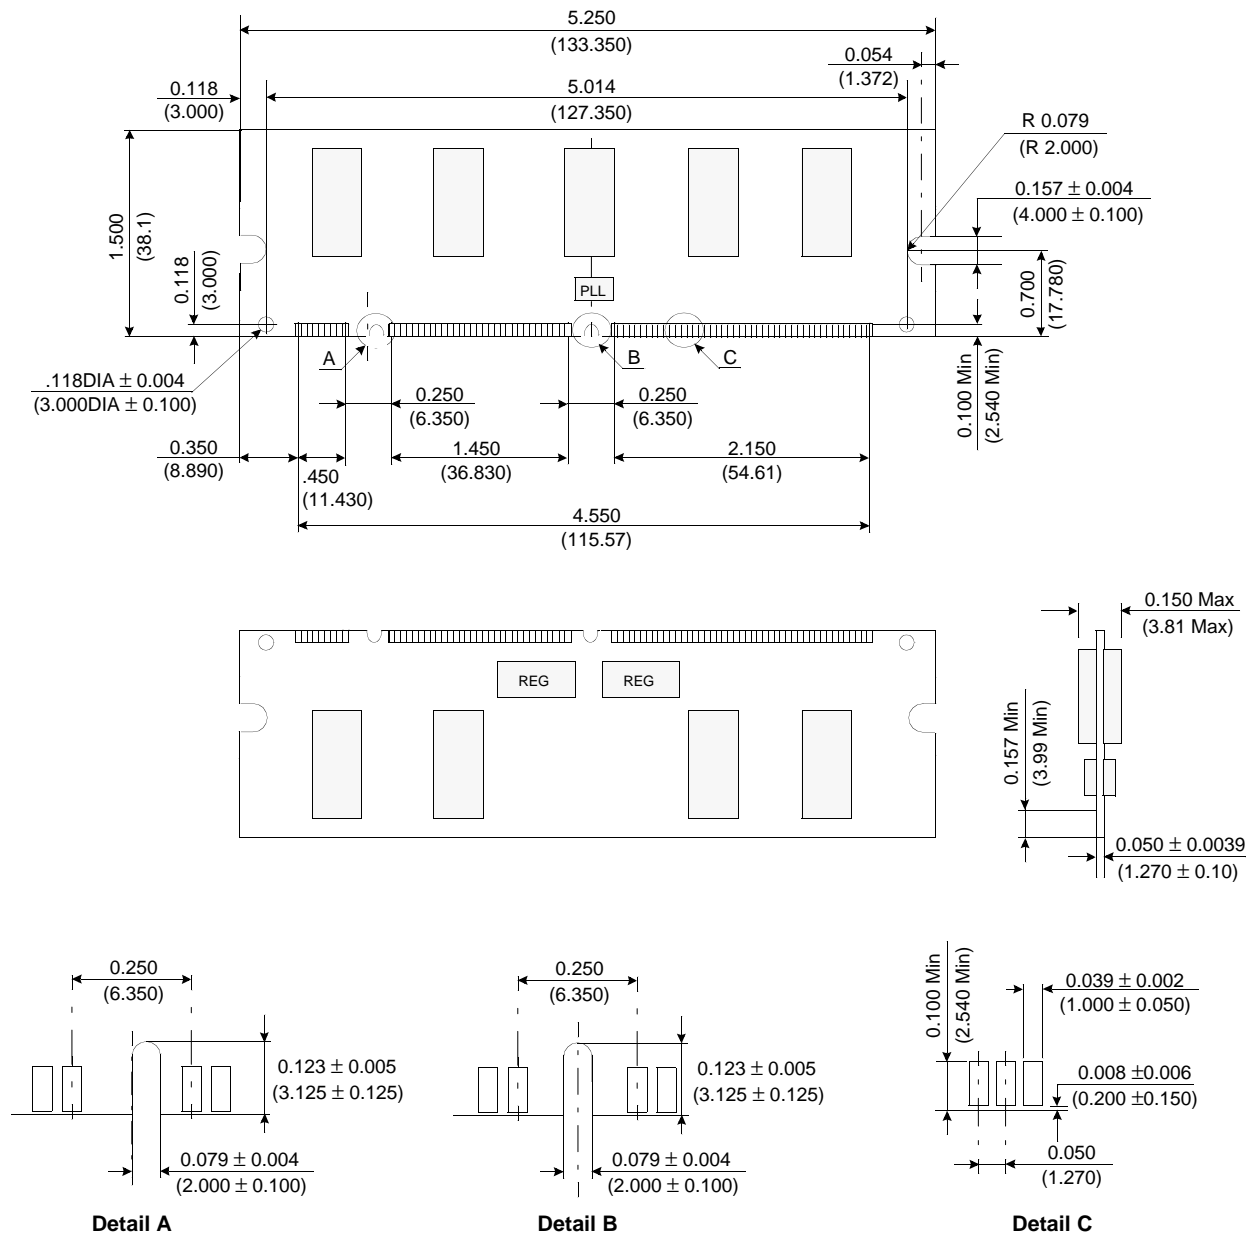 5.250
(133.350)
0.054
(1.372)
0.118
(3.000)
5.014
(127.350)
R 0.079
(R 2.000)
0.157 ± 0.004
(4.000 ± 0.100)
1.500
(38.1)
0.118
(3.000)
PLL
0.700
(17.780)
A
B
C
.118DIA ± 0.004
(3.000DIA ± 0.100)
0.250
(6.350)
0.250
(6.350)
0.100 Min
(2.540 Min)
0.350
(8.890)
.450
(11.430)
1.450
(36.830)
2.150
(54.61)
4.550
(115.57)
REG
REG
0.150 Max
(3.81 Max)
0.157 Min
(3.99 Min)
0.050 ± 0.0039
(1.270 ± 0.10)
0.250
(6.350)
0.123 ± 0.005
(3.125 ± 0.125)
0.079 ± 0.004
(2.000 ± 0.100)
Detail A
0.250
(6.350)
0.123 ± 0.005
(3.125 ± 0.125)
0.079 ± 0.004
(2.000 ± 0.100)
Detail B
0.100 Min
(2.540 Min)
0.039 ± 0.002
(1.000 ± 0.050)
0.008 ±0.006
(0.200 ±0.150)
0.050
(1.270)
Detail C